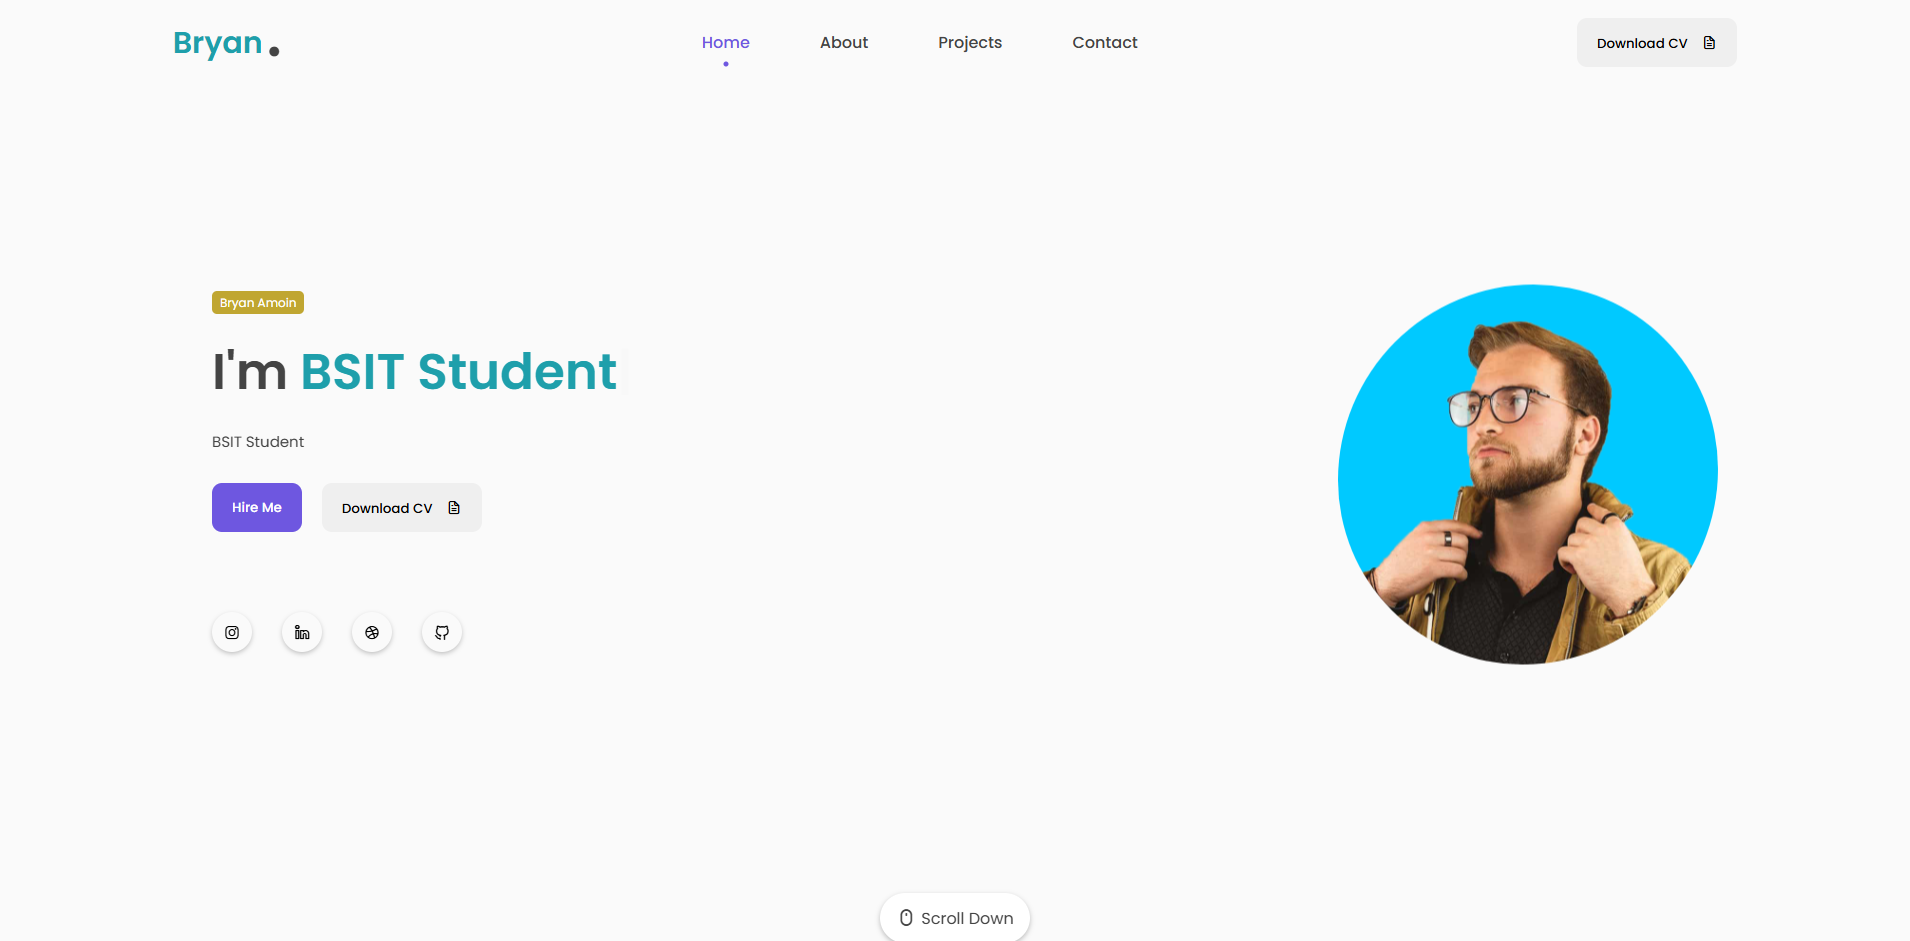 Bryan
Home
About
Projects
Contact
Download CV
Bryan Amoin
I'm BSIT Student
BSIT Student
Hire Me
Download CV
Scroll Down